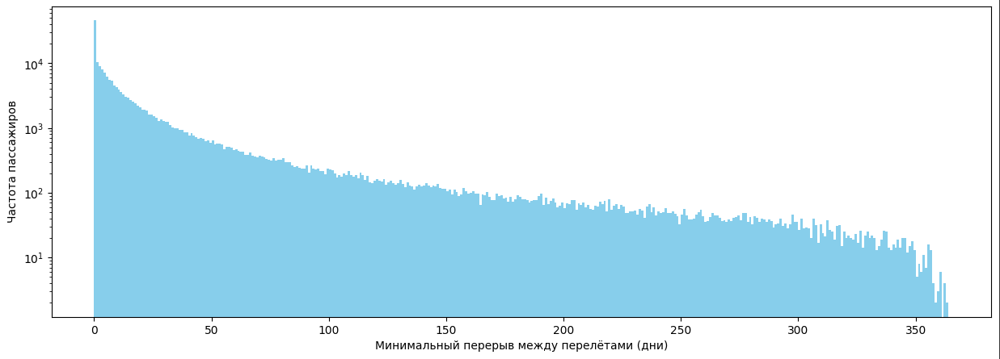 Частота пассажиров
10⁴
10³
10²
10¹
0 50 100 150 200 250 300 350
Минимальный перерыв между перелётами (дни)